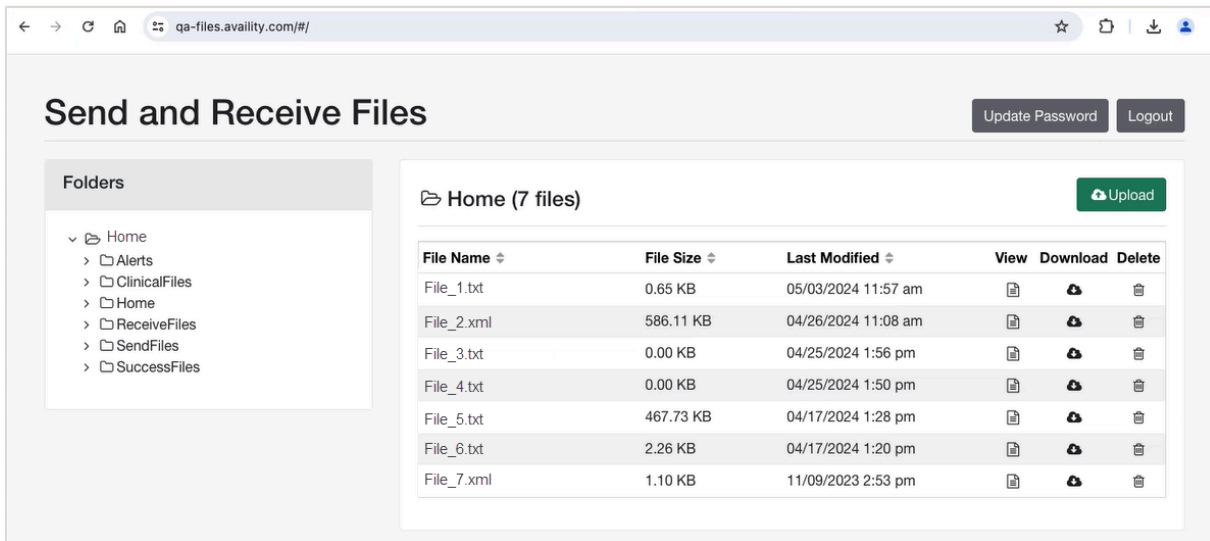 qa-files.availity.com/#/
Send and Receive Files
Update Password Logout
Folders
Home
Alerts
ClinicalFiles
Home
ReceiveFiles
SendFiles
SuccessFiles
Home (7 files)
Upload
File Name File Size Last Modified View Download Delete
File_1.txt 0.65 KB 05/03/2024 11:57 am
File_2.xml 586.11 KB 04/26/2024 11:08 am
File_3.txt 0.00 KB 04/25/2024 1:56 pm
File_4.txt 0.00 KB 04/25/2024 1:50 pm
File_5.txt 467.73 KB 04/17/2024 1:28 pm
File_6.txt 2.26 KB 04/17/2024 1:20 pm
File_7.xml 1.10 KB 11/09/2023 2:53 pm